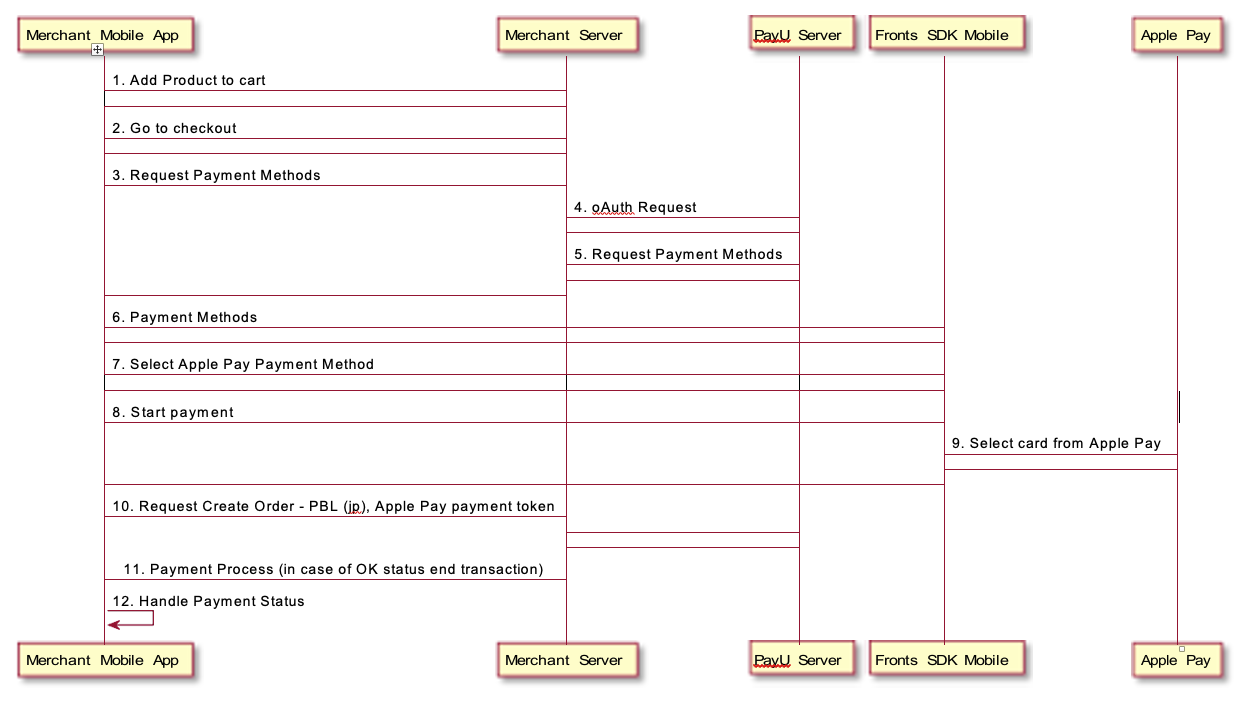 Merchant Mobile App
Merchant Server
PayU Server
Fronts SDK Mobile
Apple Pay
1. Add Product to cart
2. Go to checkout
3. Request Payment Methods
4. oAuth Request
5. Request Payment Methods
6. Payment Methods
7. Select Apple Pay Payment Method
8. Start payment
9. Select card from Apple Pay
10. Request Create Order - PBL (jp), Apple Pay payment token
11. Payment Process (in case of OK status end transaction)
12. Handle Payment Status
Merchant Mobile App
Merchant Server
PayU Server
Fronts SDK Mobile
Apple Pay